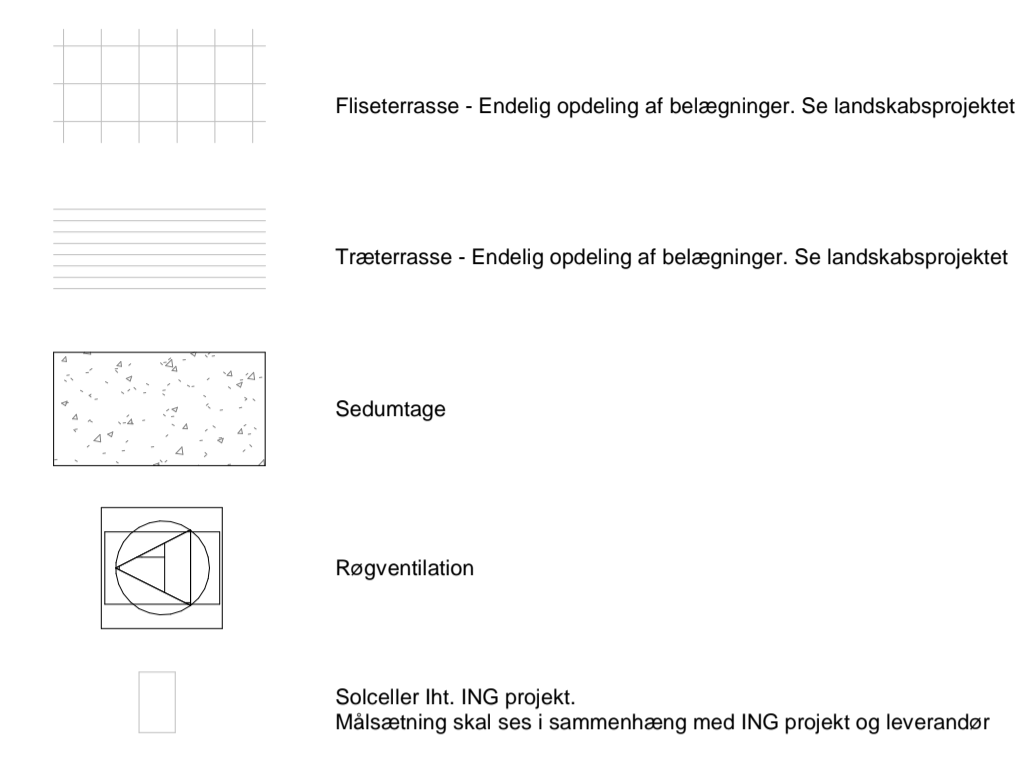 Fliseterrasse - Endelig opdeling af belægninger. Se landskabsprojektet
Træterrasse - Endelig opdeling af belægninger. Se landskabsprojektet
Sedumtage
Røgventilation
Solceller Iht. ING projekt.
Målsætning skal ses i sammenhæng med ING projekt og leverandør